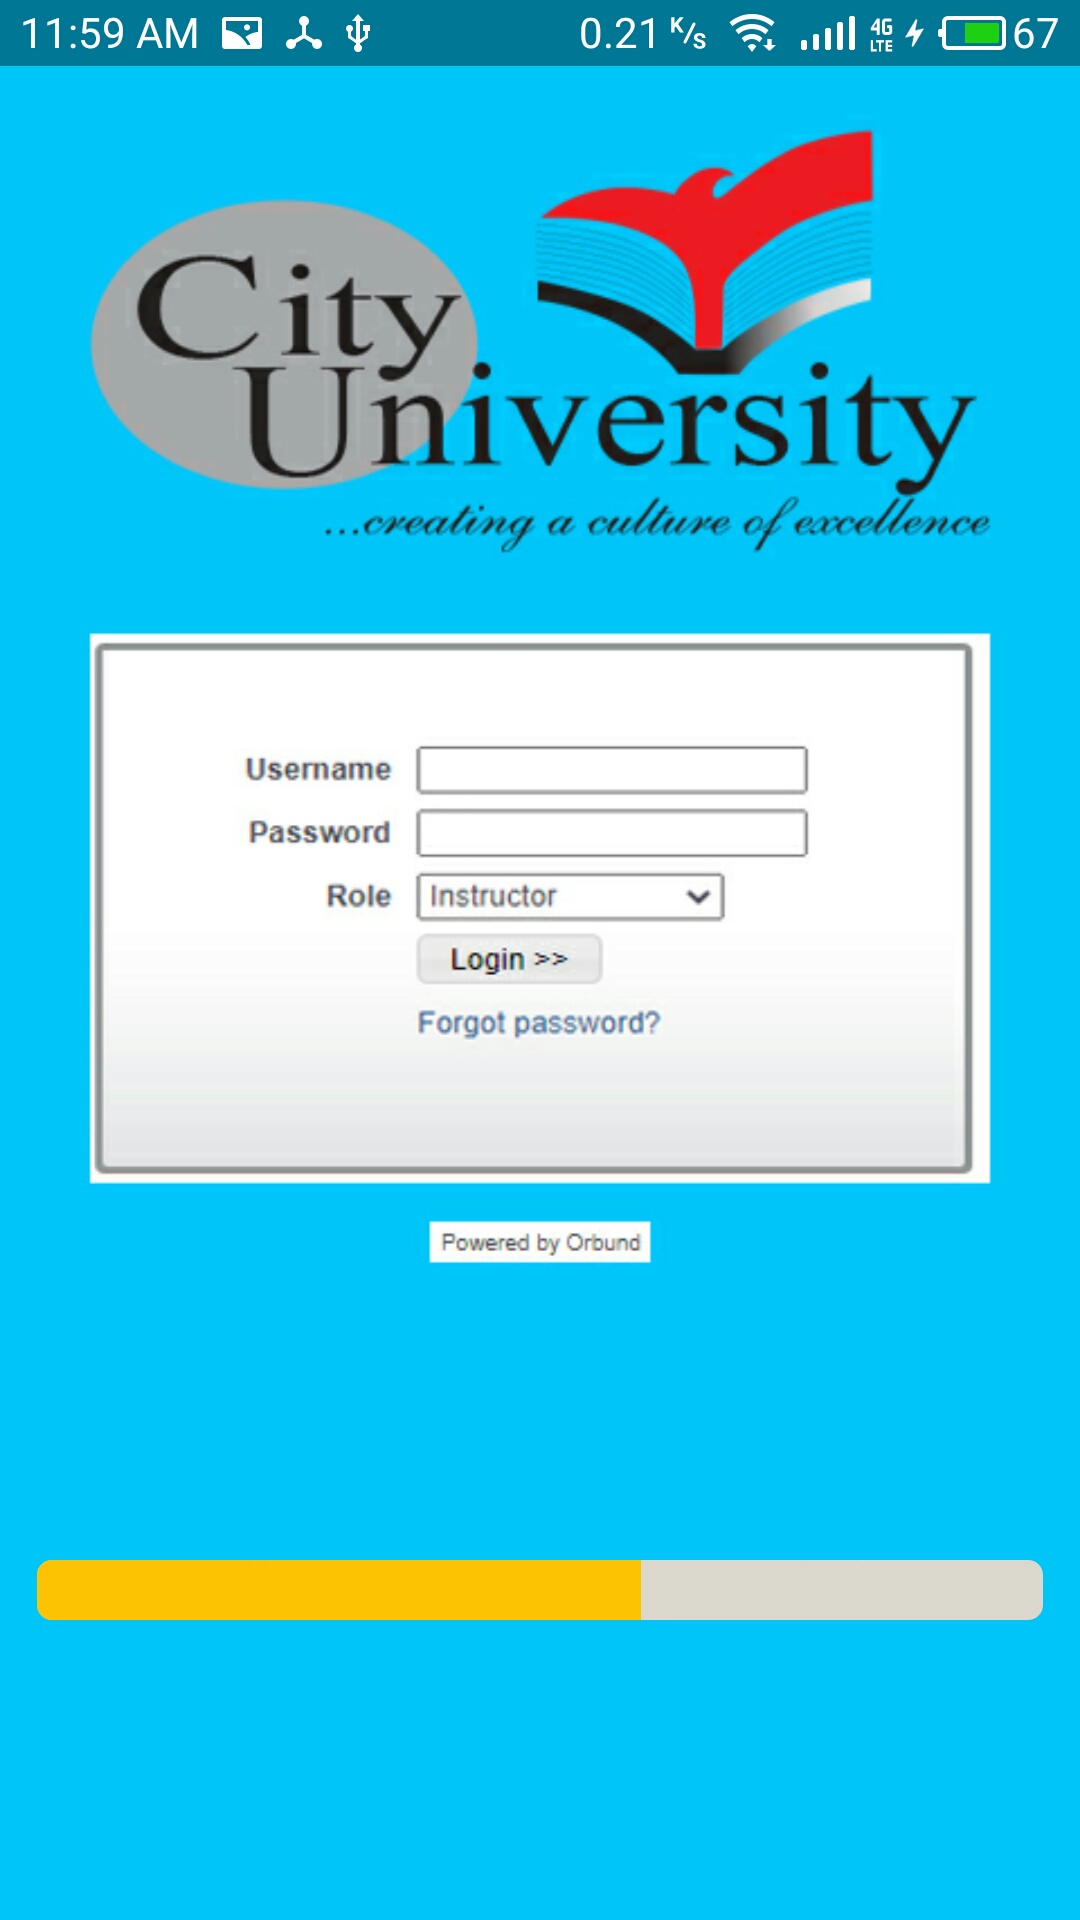 11:59 AM 0.21 K/s 4G LTE 67
City
University
...creating a culture of excellence
Username
Password
Role Instructor
Login >>
Forgot password?
Powered by Orbund